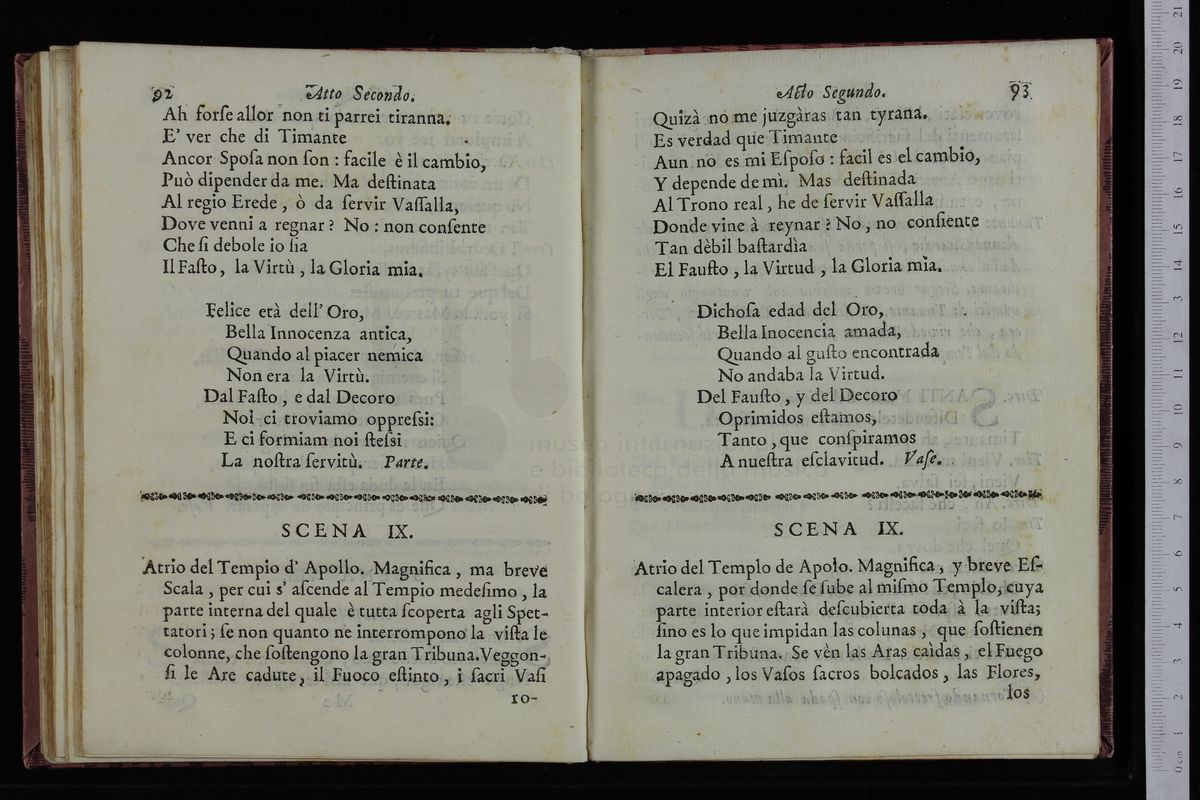 92
Atto Secondo.
Ah forſe allor non ti parrei tiranna.
E' ver che di Timante
Ancor Spoſa non ſon : facile è il cambio,
Può dipender da me. Ma deſtinata
Al regio Erede , ò da ſervir Vaſſalla,
Dove venni a regnar ? No : non conſente
Che ſi debole io ſia
Il Faſto, la Virtù , la Gloria mia.
Felice età dell' Oro,
Bella Innocenza antica,
Quando al piacer nemica
Non era la Virtù.
Dal Faſto , e dal Decoro
Noi ci troviamo oppreſsi:
E ci formiam noi ſteſsi
La noſtra ſervitù. Parte.
SCENA IX.
Atrio del Tempio d' Apollo. Magnifica , ma breve
Scala , per cui s' aſcende al Tempio medeſimo , la
parte interna del quale è tutta ſcoperta agli Spet-
tatori ; ſe non quanto ne interrompono la viſta le
colonne, che ſoſtengono la gran Tribuna.Veggon-
ſi le Are cadute, il Fuoco eſtinto , i ſacri Vaſi
ro-
Acto Segundo.
93
Quizà no me juzgàras tan tyrana.
Es verdad que Timante
Aun no es mi Eſpoſo : facil es el cambio,
Y depende de mì. Mas deſtinada
Al Trono real , he de ſervir Vaſſalla
Donde vine à reynar ? No , no conſiente
Tan dèbil baſtardìa
El Fauſto , la Virtud , la Gloria mìa.
Dichoſa edad del Oro,
Bella Inocencia amada,
Quando al guſto encontrada
No andaba la Virtud.
Del Fauſto , y del Decoro
Oprimidos eſtamos,
Tanto , que conſpiramos
A nueſtra eſclavitud. Vaſe.
SCENA IX.
Atrio del Templo de Apolo. Magnifica , y breve Eſ-
calera , por donde ſe ſube al miſmo Templo, cuya
parte interior eſtarà deſcubierta toda à la viſta;
ſino es lo que impidan las colunas , que ſoſtienen
la gran Tribuna. Se vèn las Aras caìdas , el Fuego
apagado , los Vaſos ſacros bolcados , las Flores,
los